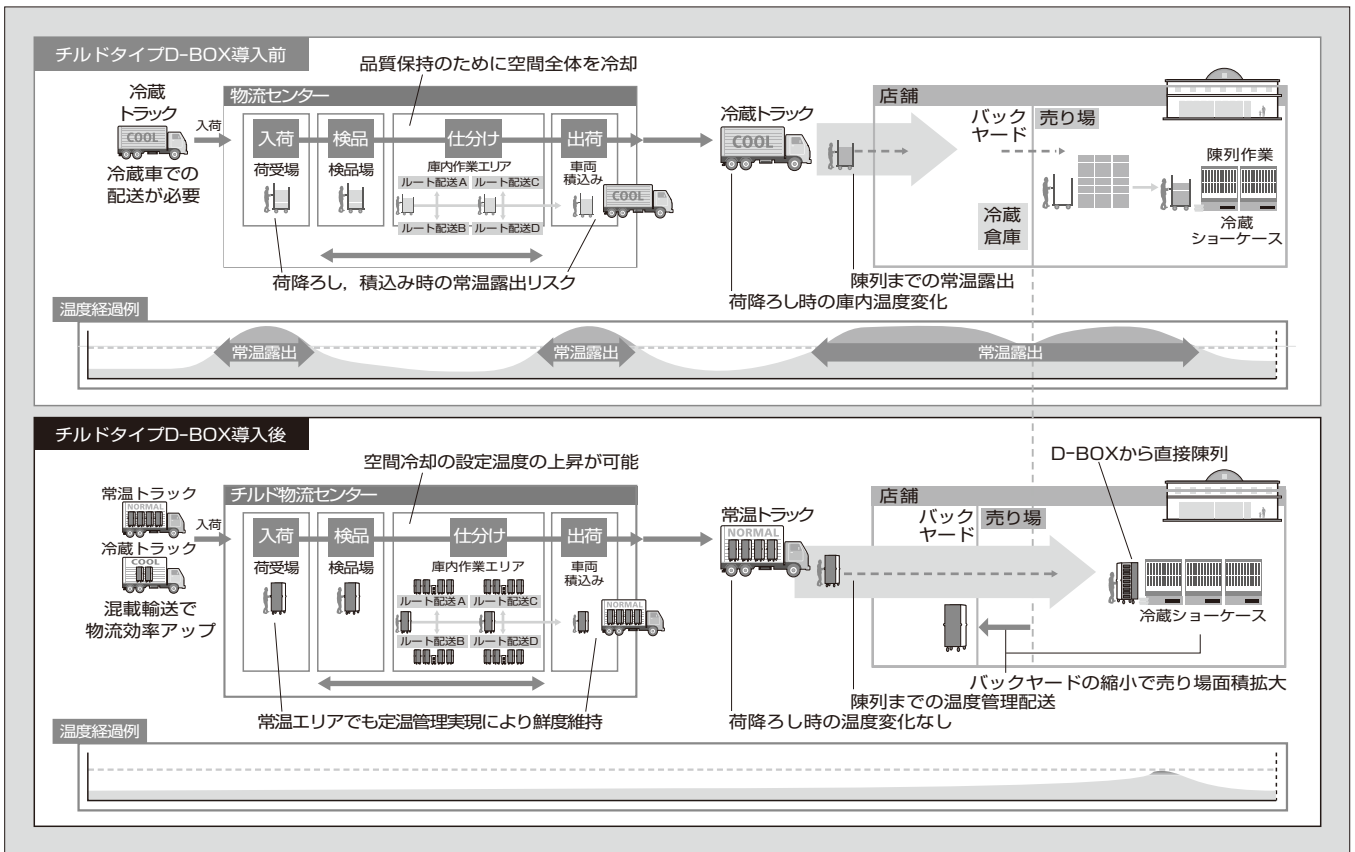 チルドタイプD-BOX導入前
品質保持のために空間全体を冷却
冷蔵
トラック
COOL
冷蔵車での
配送が必要
入荷
物流センター
入荷
検品
仕分け
出荷
荷受場
検品場
庫内作業エリア
車両
積込み
ルート配送A
ルート配送C
ルート配送B
ルート配送D
COOL
荷降ろし，積込み時の常温露出リスク
冷蔵トラック
COOL
店舗
バック
ヤード
売り場
陳列作業
冷蔵
倉庫
冷蔵
ショーケース
陳列までの常温露出
荷降ろし時の庫内温度変化
温度経過例
常温露出
常温露出
常温露出
チルドタイプD-BOX導入後
空間冷却の設定温度の上昇が可能
D-BOXから直接陳列
常温トラック
NORMAL
冷蔵トラック
COOL
混載輸送で
物流効率アップ
入荷
チルド物流センター
入荷
検品
仕分け
出荷
荷受場
検品場
庫内作業エリア
車両
積込み
ルート配送A
ルート配送C
ルート配送B
ルート配送D
NORMAL
常温エリアでも定温管理実現により鮮度維持
常温トラック
NORMAL
店舗
バック
ヤード
売り場
冷蔵ショーケース
バックヤードの縮小で売り場面積拡大
陳列までの温度管理配送
荷降ろし時の温度変化なし
温度経過例